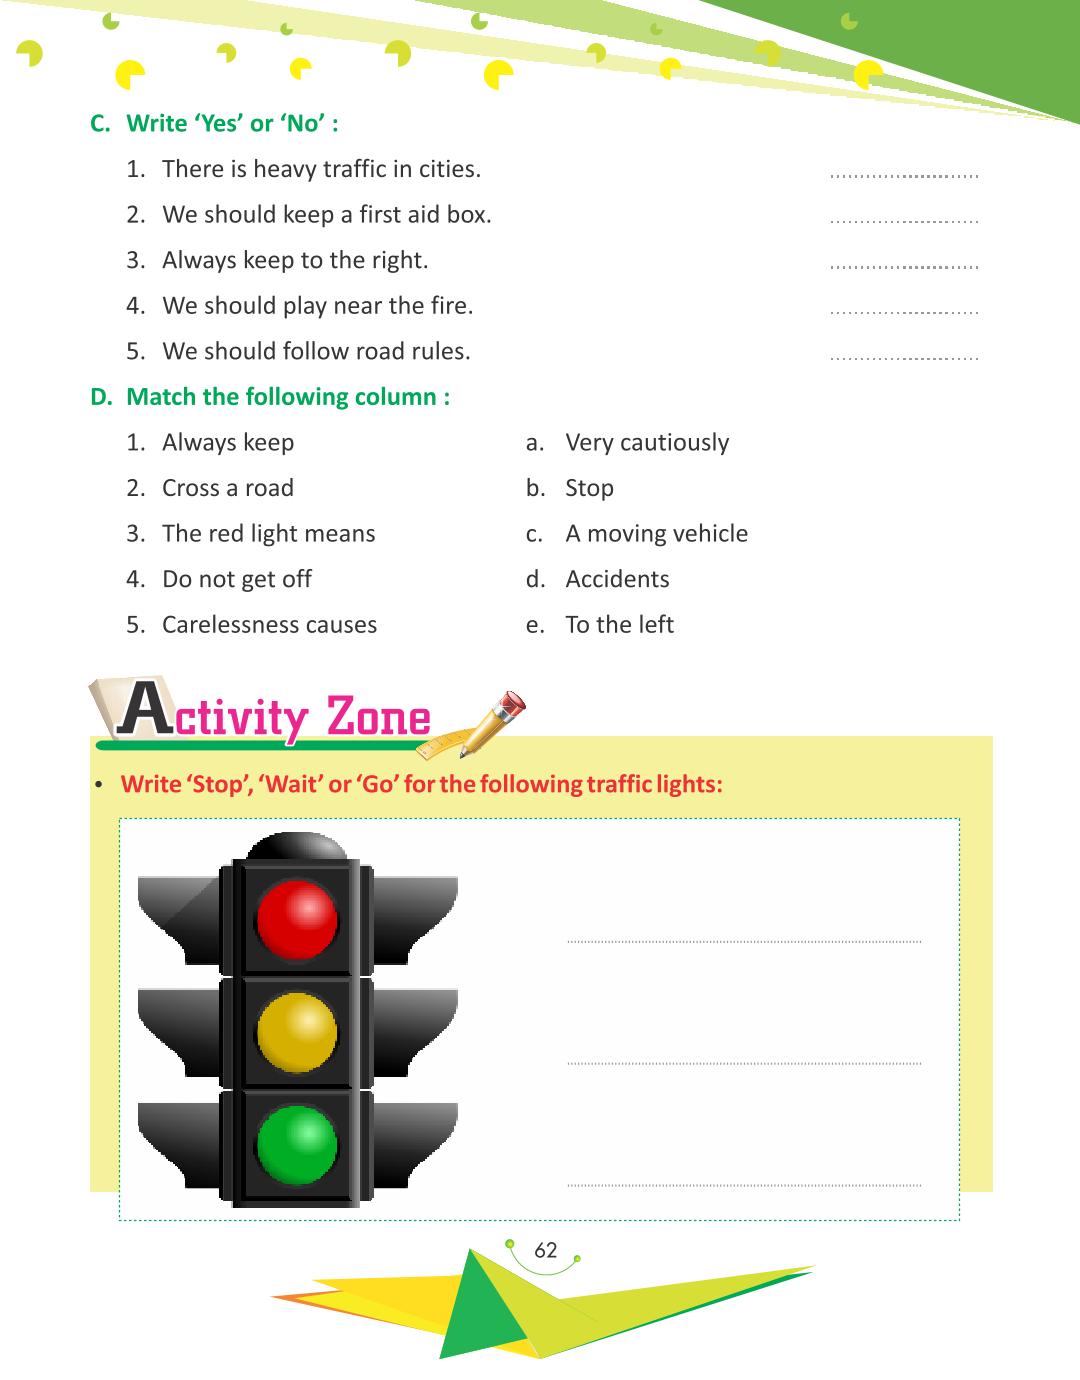 C. Write ‘Yes’ or ‘No’ :
1. There is heavy traffic in cities. ................................
2. We should keep a first aid box. ................................
3. Always keep to the right. ................................
4. We should play near the fire. ................................
5. We should follow road rules. ................................
D. Match the following column :
1. Always keep a. Very cautiously
2. Cross a road b. Stop
3. The red light means c. A moving vehicle
4. Do not get off d. Accidents
5. Carelessness causes e. To the left
Activity Zone
• Write ‘Stop’, ‘Wait’ or ‘Go’ for the following traffic lights:
62